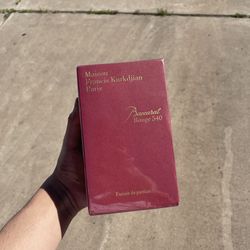 Maison
Francis Kurkdjian
Paris
Baccarat
Rouge 540
Extrait de parfum